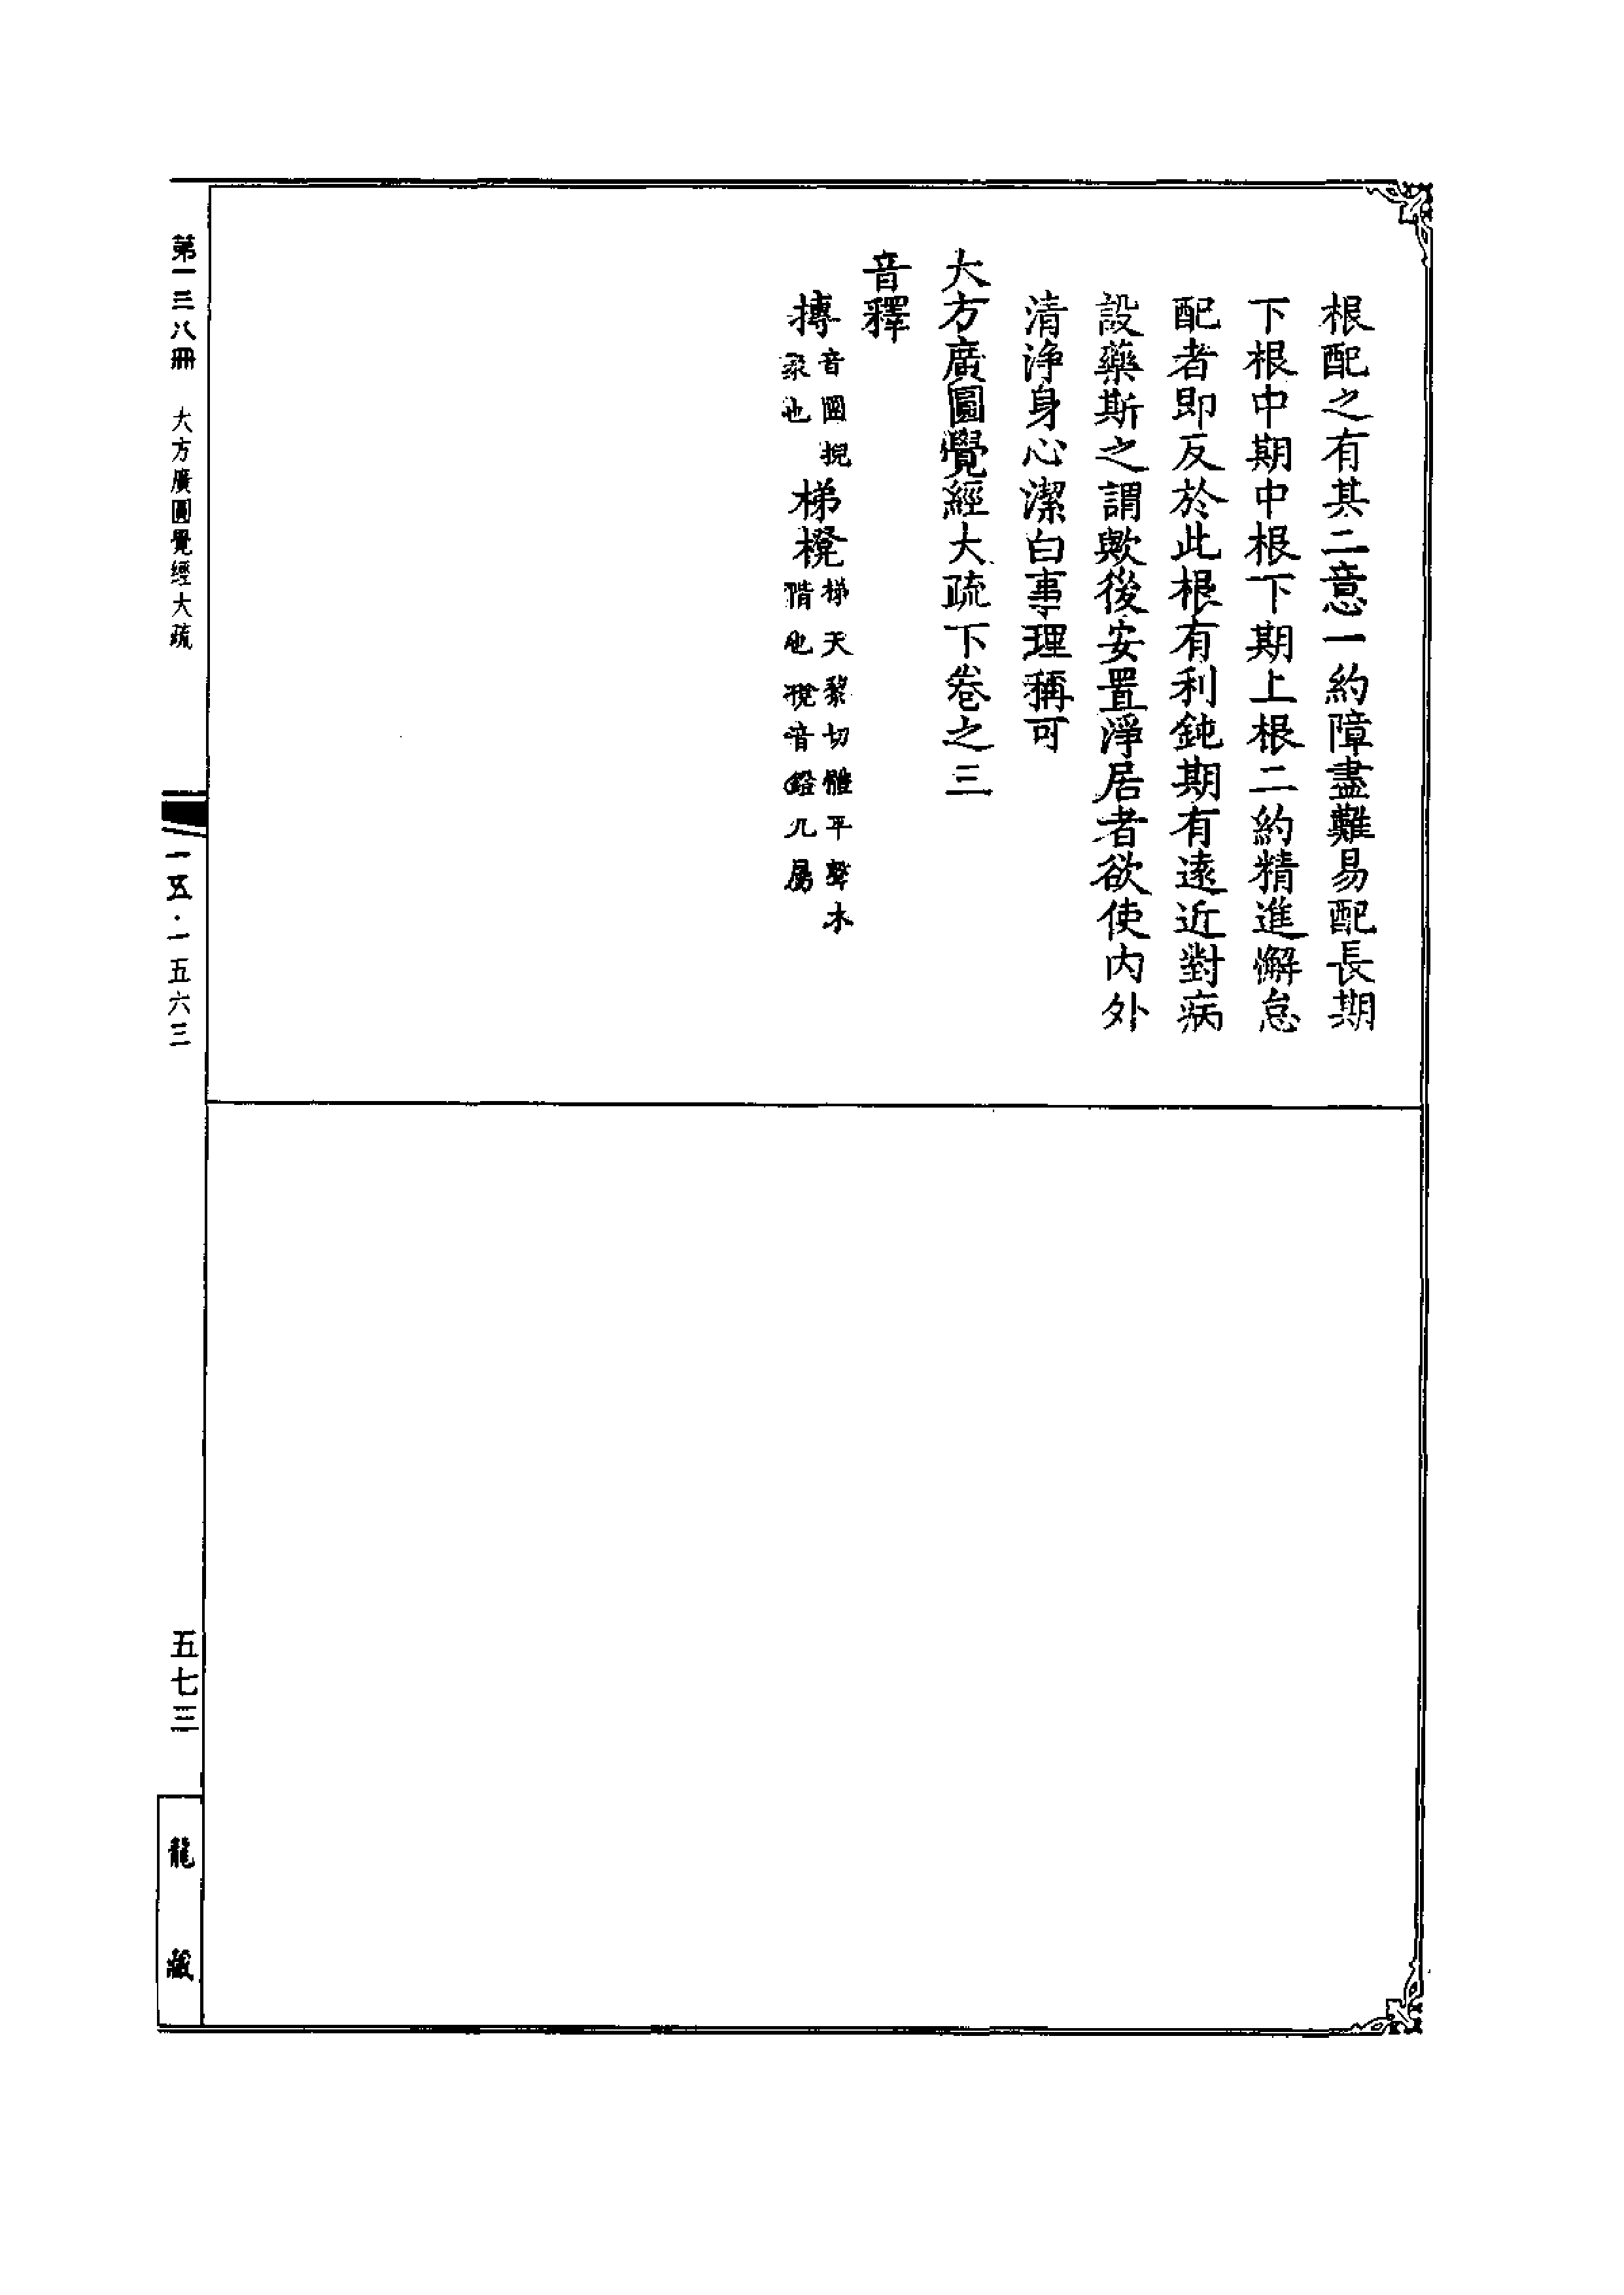 根配之有其二意一約障盡難易配長期
下根中期中根下期上根二約精進懈怠
配者即反於此根有利鈍期有遠近對病
設藥斯之謂歟後安置淨居者欲使內外
清淨身心潔白事理稱可
大方廣圓覺經大疏下卷之三
音釋
摶
音團捖
聚也
梯櫈
梯天黎切體平聲木
階也櫈音鐙几屬
第一三八冊 大方廣圓覺經大疏
一五·一五六三
五七三
龍藏